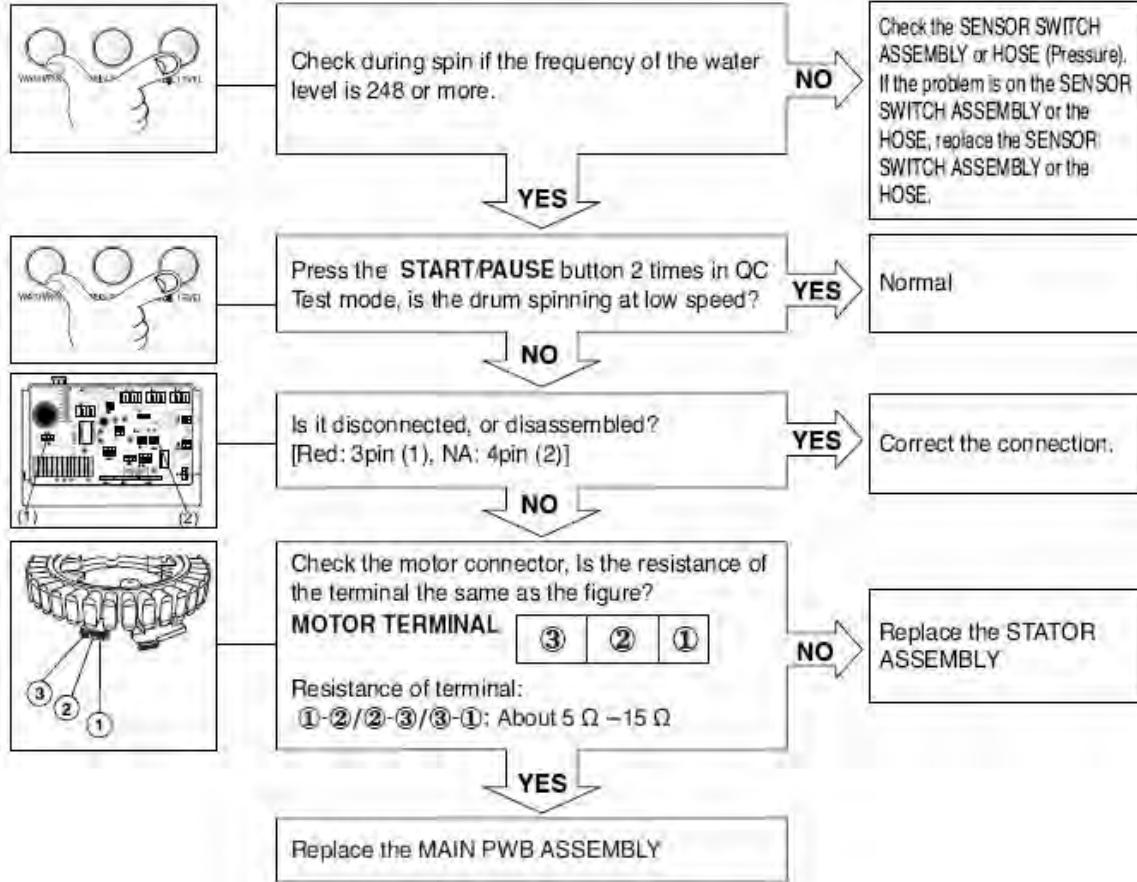 Check during spin if the frequency of the water
level is 248 or more.
NO
Check the SENSOR SWITCH
ASSEMBLY or HOSE (Pressure).
If the problem is on the SENSOR
SWITCH ASSEMBLY or the
HOSE, replace the SENSOR
SWITCH ASSEMBLY or the
HOSE.
YES
Press the START/PAUSE button 2 times in QC
Test mode, is the drum spinning at low speed?
YES
Normal
NO
Is it disconnected, or disassembled?
[Red: 3pin (1), NA: 4pin (2)]
YES
Correct the connection.
(1) (2)
NO
Check the motor connector, Is the resistance of
the terminal the same as the figure?
MOTOR TERMINAL ③ ② ①
Resistance of terminal:
①-②/②-③/③-①: About 5 Ω –15 Ω
③
②
①
NO
Replace the STATOR
ASSEMBLY
YES
Replace the MAIN PWB ASSEMBLY